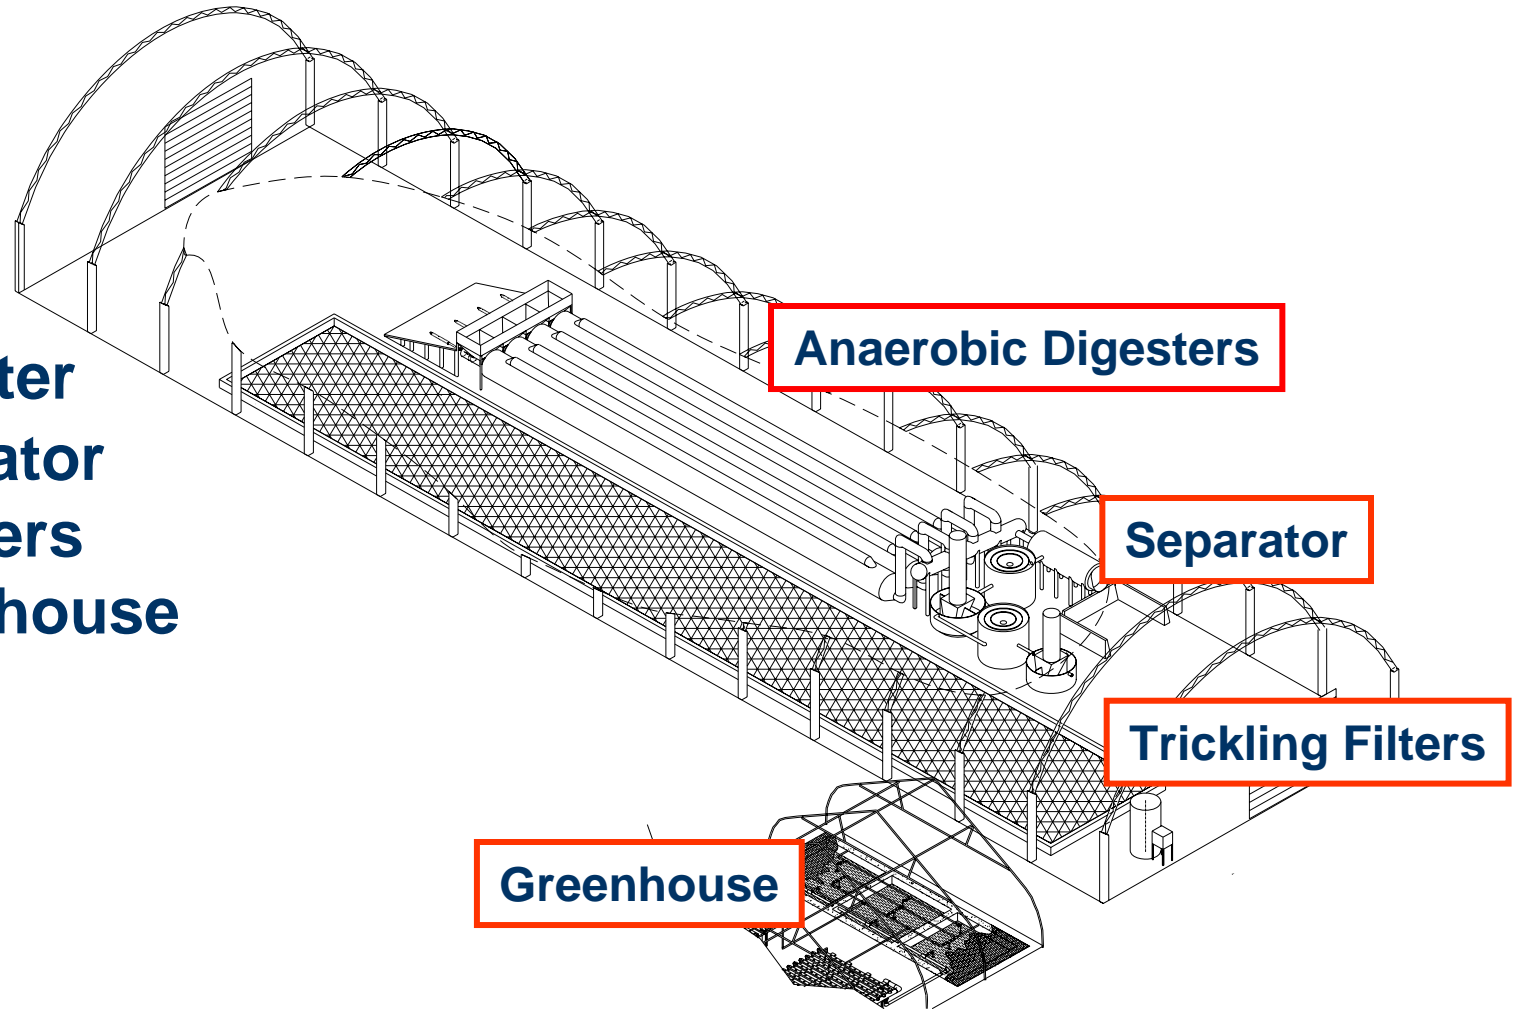 Anaerobic Digesters
ter
ator
Separator
ers
house
Trickling Filters
Greenhouse